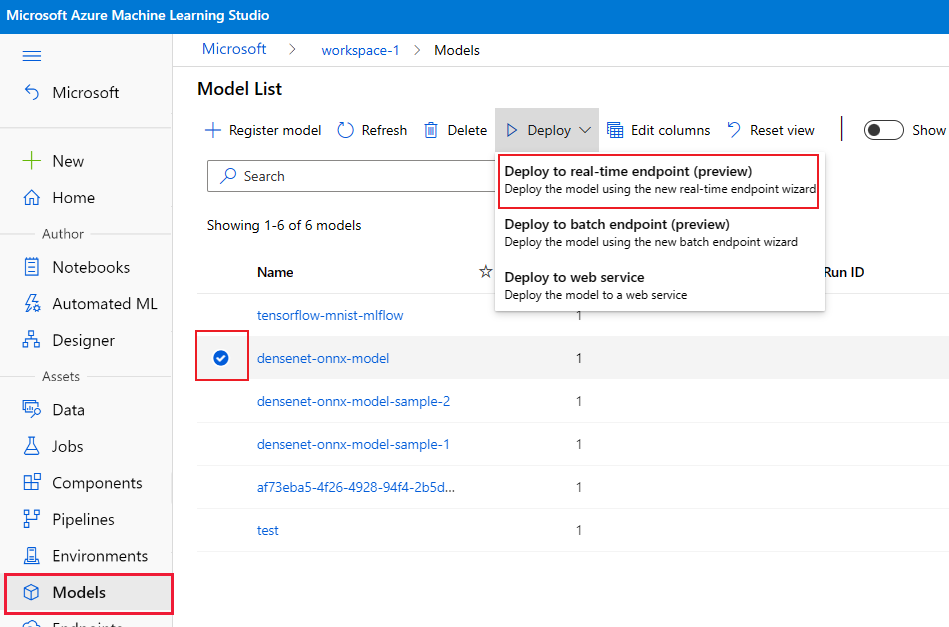 Microsoft Azure Machine Learning Studio
Microsoft > workspace-1 > Models
Microsoft
New
Home
Author
Notebooks
Automated ML
Designer
Assets
Data
Jobs
Components
Pipelines
Environments
Models
Endpoints
Model List
Register model Refresh Delete Deploy Edit columns Reset view Show
Search
Deploy to real-time endpoint (preview)
Deploy the model using the new real-time endpoint wizard
Deploy to batch endpoint (preview)
Deploy the model using the new batch endpoint wizard
Deploy to web service
Deploy the model to a web service
Showing 1-6 of 6 models
Name Run ID
tensorflow-mnist-mlflow 1
densenet-onnx-model 1
densenet-onnx-model-sample-2 1
densenet-onnx-model-sample-1 1
af73eba5-4f26-4928-94f4-2b5d... 1
test 1